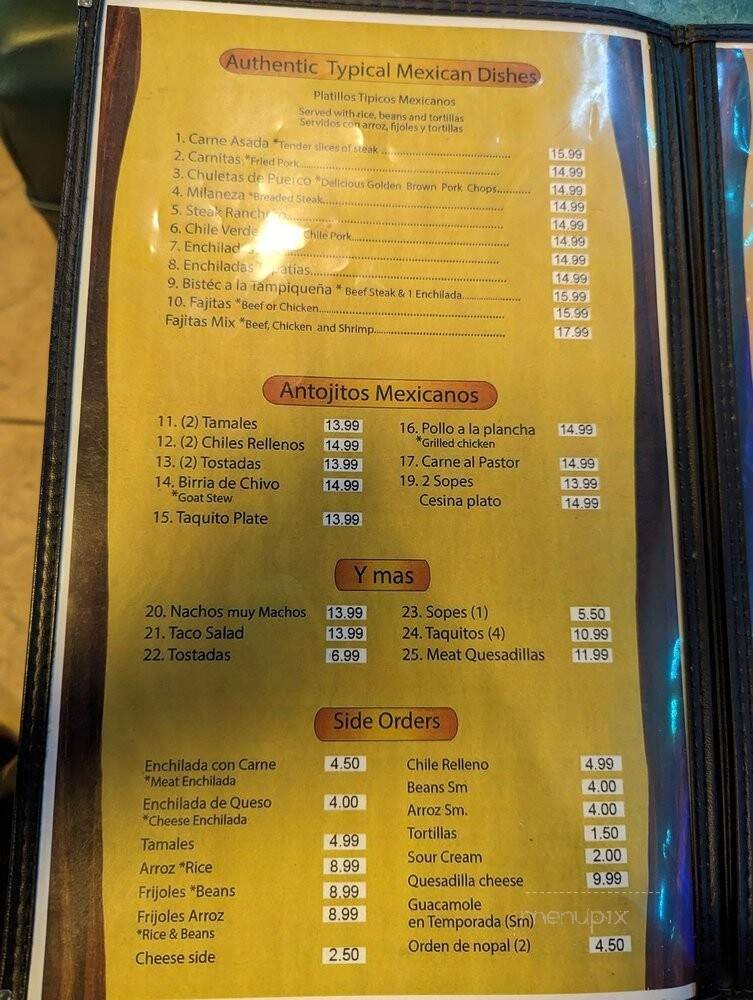 Authentic Typical Mexican Dishes
Platillos Tipicos Mexicanos
Served with rice, beans and tortillas
Servidos con arroz, fijoles y tortillas
1. Carne Asada *Tender slices of steak 15.99
2. Carnitas *Fried Pork 14.99
3. Chuletas de Puerco *Delicious Golden Brown Pork Chops 14.99
4. Milaneza *Breaded Steak 14.99
5. Steak 14.99
6. Chile Verde Chile Pork 14.99
7. 14.99
8. Enchiladas 14.99
9. Bistéc a la Tampiqueña * Beef Steak & 1 Enchilada 15.99
10. Fajitas *Beef or Chicken 15.99
Fajitas Mix *Beef, Chicken and Shrimp 17.99
Antojitos Mexicanos
11. (2) Tamales 13.99
12. (2) Chiles Rellenos 14.99
13. (2) Tostadas 13.99
14. Birria de Chivo 14.99
*Goat Stew
15. Taquito Plate 13.99
16. Pollo a la plancha 14.99
*Grilled chicken
17. Carne al Pastor 14.99
19. 2 Sopes 13.99
Cesina plato 14.99
Y mas
20. Nachos muy Machos 13.99
21. Taco Salad 13.99
22. Tostadas 6.99
23. Sopes (1) 5.50
24. Taquitos (4) 10.99
25. Meat Quesadillas 11.99
Side Orders
Enchilada con Carne 4.50
*Meat Enchilada
Enchilada de Queso 4.00
*Cheese Enchilada
Tamales 4.99
Arroz *Rice 8.99
Frijoles *Beans 8.99
Frijoles Arroz 8.99
*Rice & Beans
Cheese side 2.50
Chile Relleno 4.99
Beans Sm 4.00
Arroz Sm. 4.00
Tortillas 1.50
Sour Cream 2.00
Quesadilla cheese 9.99
Guacamole
en Temporada (Sm)
Orden de nopal (2) 4.50
menupix